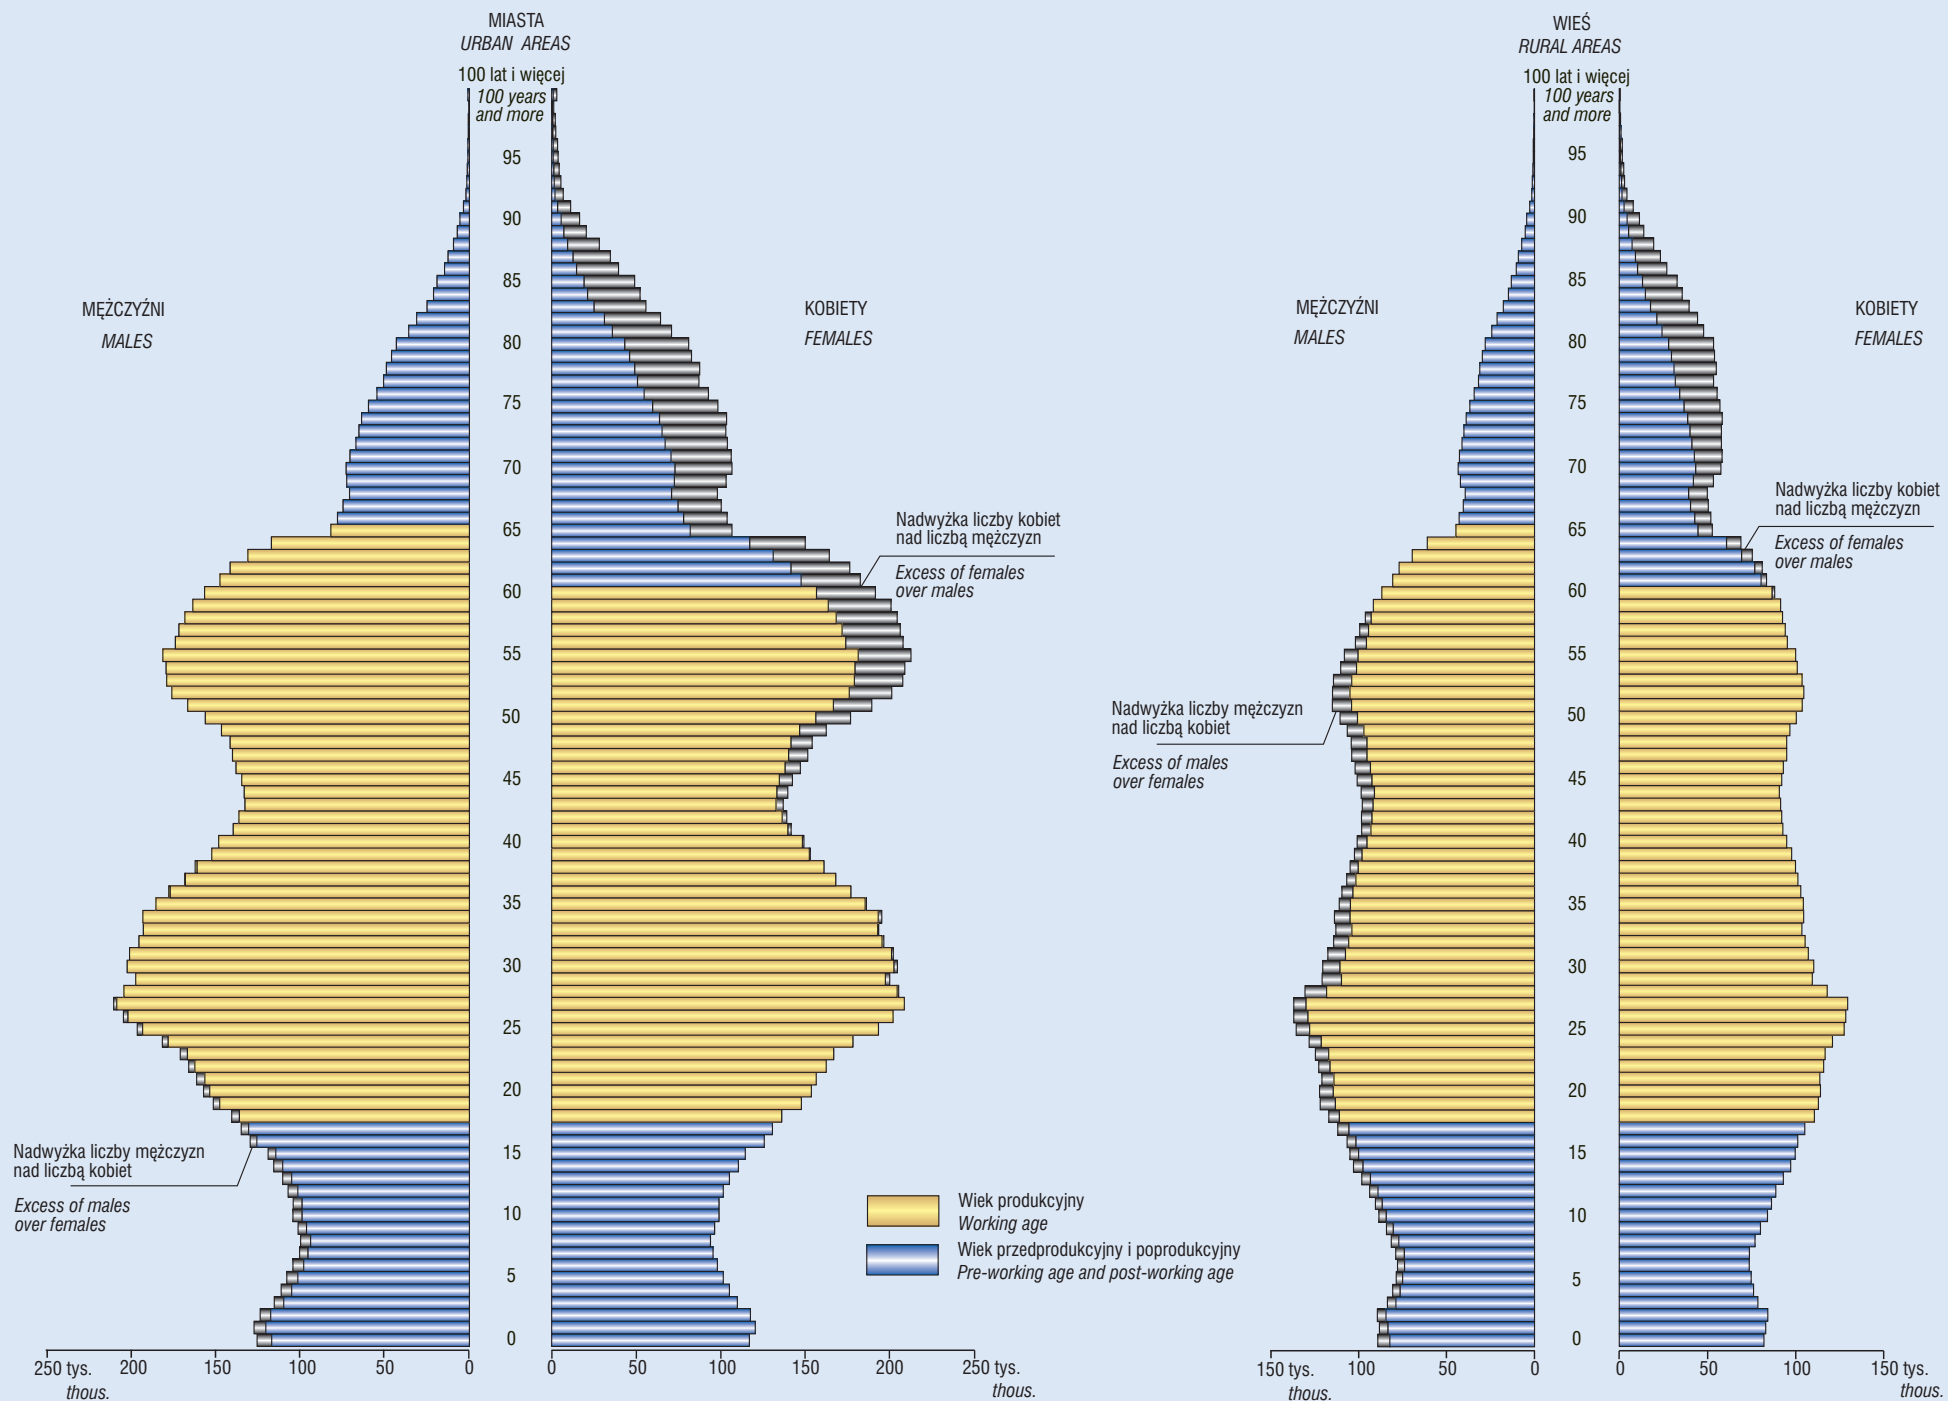 MIASTA
URBAN AREAS
100 lat i więcej
100 years
and more
95
90
85
80
75
70
65
60
55
50
45
40
35
30
25
20
15
10
5
0
MĘŻCZYŹNI
MALES
KOBIETY
FEMALES
Nadwyżka liczby kobiet
nad liczbą mężczyzn
Excess of females
over males
Nadwyżka liczby mężczyzn
nad liczbą kobiet
Excess of males
over females
250 tys. 200 150 100 50 0
thous.
0 50 100 150 200 250 tys.
thous.
Wiek produkcyjny
Working age
Wiek przedprodukcyjny i poprodukcyjny
Pre-working age and post-working age
WIEŚ
RURAL AREAS
100 lat i więcej
100 years
and more
95
90
85
80
75
70
65
60
55
50
45
40
35
30
25
20
15
10
5
0
MĘŻCZYŹNI
MALES
KOBIETY
FEMALES
Nadwyżka liczby kobiet
nad liczbą mężczyzn
Excess of females
over males
Nadwyżka liczby mężczyzn
nad liczbą kobiet
Excess of males
over females
150 tys. 100 50 0
thous.
0 50 100 150 tys.
thous.